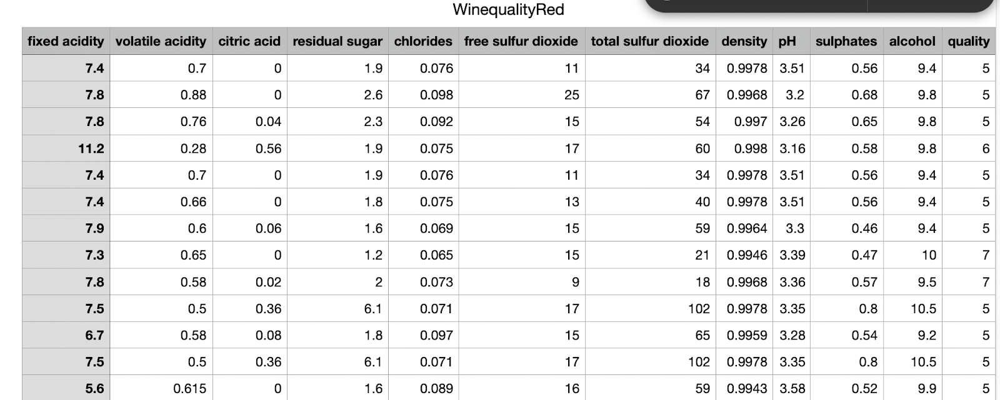 WinequalityRed
fixed acidity volatile acidity citric acid residual sugar chlorides free sulfur dioxide total sulfur dioxide density pH sulphates alcohol quality
7.4 0.7 0 1.9 0.076 11 34 0.9978 3.51 0.56 9.4 5
7.8 0.88 0 2.6 0.098 25 67 0.9968 3.2 0.68 9.8 5
7.8 0.76 0.04 2.3 0.092 15 54 0.997 3.26 0.65 9.8 5
11.2 0.28 0.56 1.9 0.075 17 60 0.998 3.16 0.58 9.8 6
7.4 0.7 0 1.9 0.076 11 34 0.9978 3.51 0.56 9.4 5
7.4 0.66 0 1.8 0.075 13 40 0.9978 3.51 0.56 9.4 5
7.9 0.6 0.06 1.6 0.069 15 59 0.9964 3.3 0.46 9.4 5
7.3 0.65 0 1.2 0.065 15 21 0.9946 3.39 0.47 10 7
7.8 0.58 0.02 2 0.073 9 18 0.9968 3.36 0.57 9.5 7
7.5 0.5 0.36 6.1 0.071 17 102 0.9978 3.35 0.8 10.5 5
6.7 0.58 0.08 1.8 0.097 15 65 0.9959 3.28 0.54 9.2 5
7.5 0.5 0.36 6.1 0.071 17 102 0.9978 3.35 0.8 10.5 5
5.6 0.615 0 1.6 0.089 16 59 0.9943 3.58 0.52 9.9 5